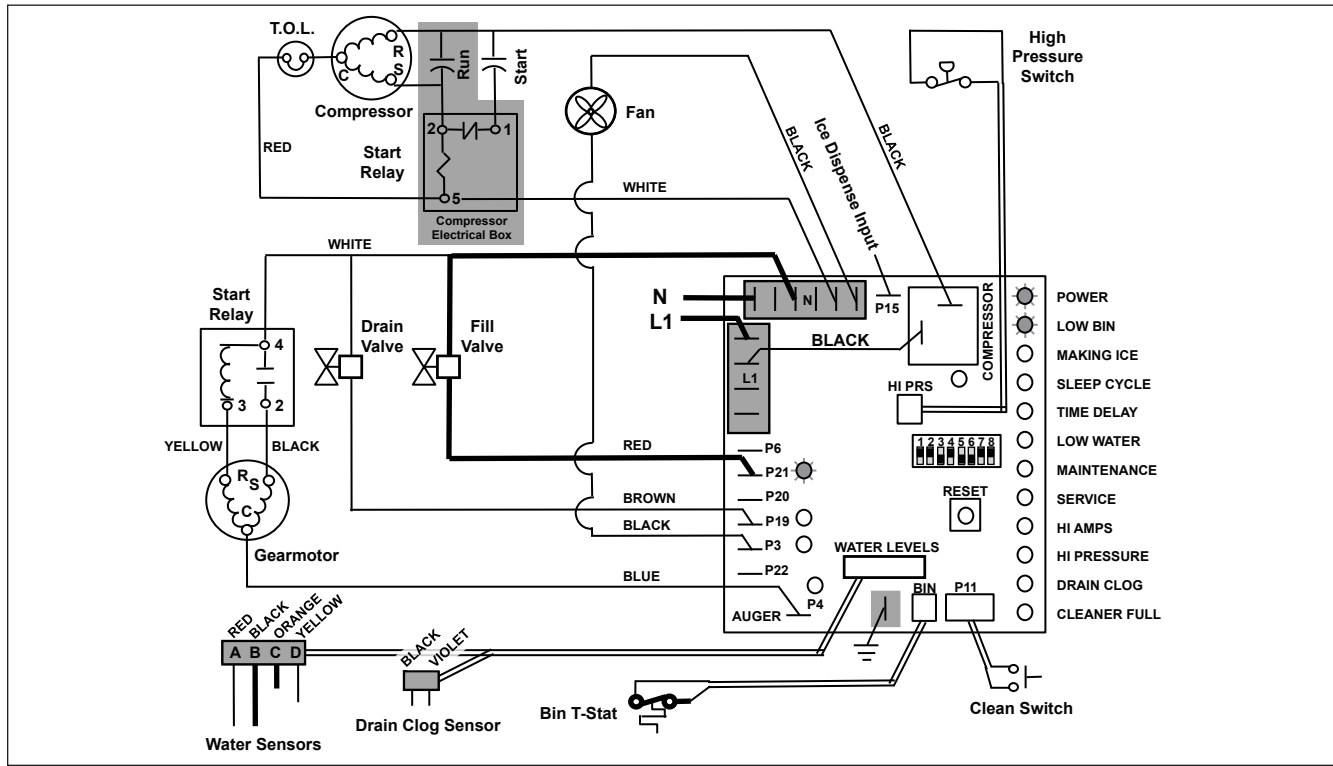 T.O.L.
R
S
C
Compressor
Run
Start
2
1
Start
Relay
5
Compressor
Electrical Box
RED
WHITE
Fan
BLACK
Ice Dispense Input
BLACK
High
Pressure
Switch
WHITE
Start
Relay
4
3
2
YELLOW
BLACK
R
S
C
Gearmotor
Drain
Valve
Fill
Valve
N
L1
N
P15
L1
BLACK
COMPRESSOR
HI PRS
1 2 3 4 5 6 7 8
RESET
POWER
LOW BIN
MAKING ICE
SLEEP CYCLE
TIME DELAY
LOW WATER
MAINTENANCE
SERVICE
HI AMPS
HI PRESSURE
DRAIN CLOG
CLEANER FULL
P6
RED
P21
P20
BROWN
P19
BLACK
P3
P22
BLUE
P4
AUGER
WATER LEVELS
BIN
P11
RED
BLACK
ORANGE
YELLOW
A B C D
Water Sensors
BLACK
VIOLET
Drain Clog Sensor
Bin T-Stat
Clean Switch